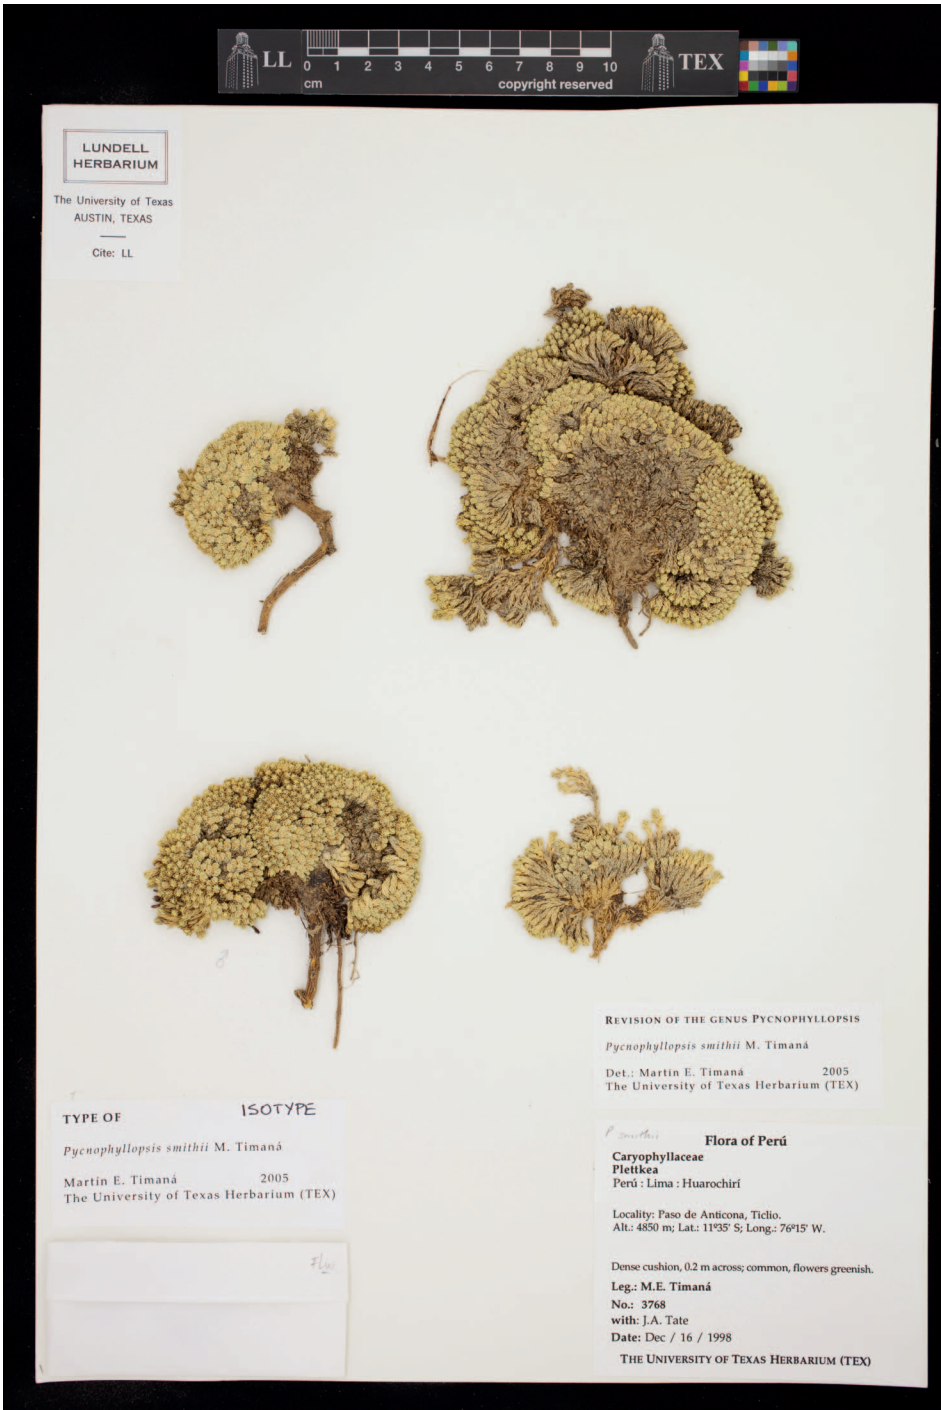 LL
0 1 2 3 4 5 6 7 8 9 10
cm copyright reserved
TEX
LUNDELL
HERBARIUM
The University of Texas
AUSTIN, TEXAS
Cite: LL
REVISION OF THE GENUS PYCNOPHYLLOPSIS
Pycnophyllopsis smithii M. Timaná
Det.: Martin E. Timaná 2005
The University of Texas Herbarium (TEX)
TYPE OF ISOTYPE
Pycnophyllopsis smithii M. Timaná
Martín E. Timaná 2005
The University of Texas Herbarium (TEX)
P smithii
Flora of Perú
Caryophyllaceae
Plettkea
Perú : Lima : Huarochirí
Locality: Paso de Anticona, Ticlio.
Alt.: 4850 m; Lat.: 11º35' S; Long.: 76º15' W.
Dense cushion, 0.2 m across; common, flowers greenish.
Leg.: M.E. Timaná
No.: 3768
with: J.A. Tate
Date: Dec / 16 / 1998
THE UNIVERSITY OF TEXAS HERBARIUM (TEX)